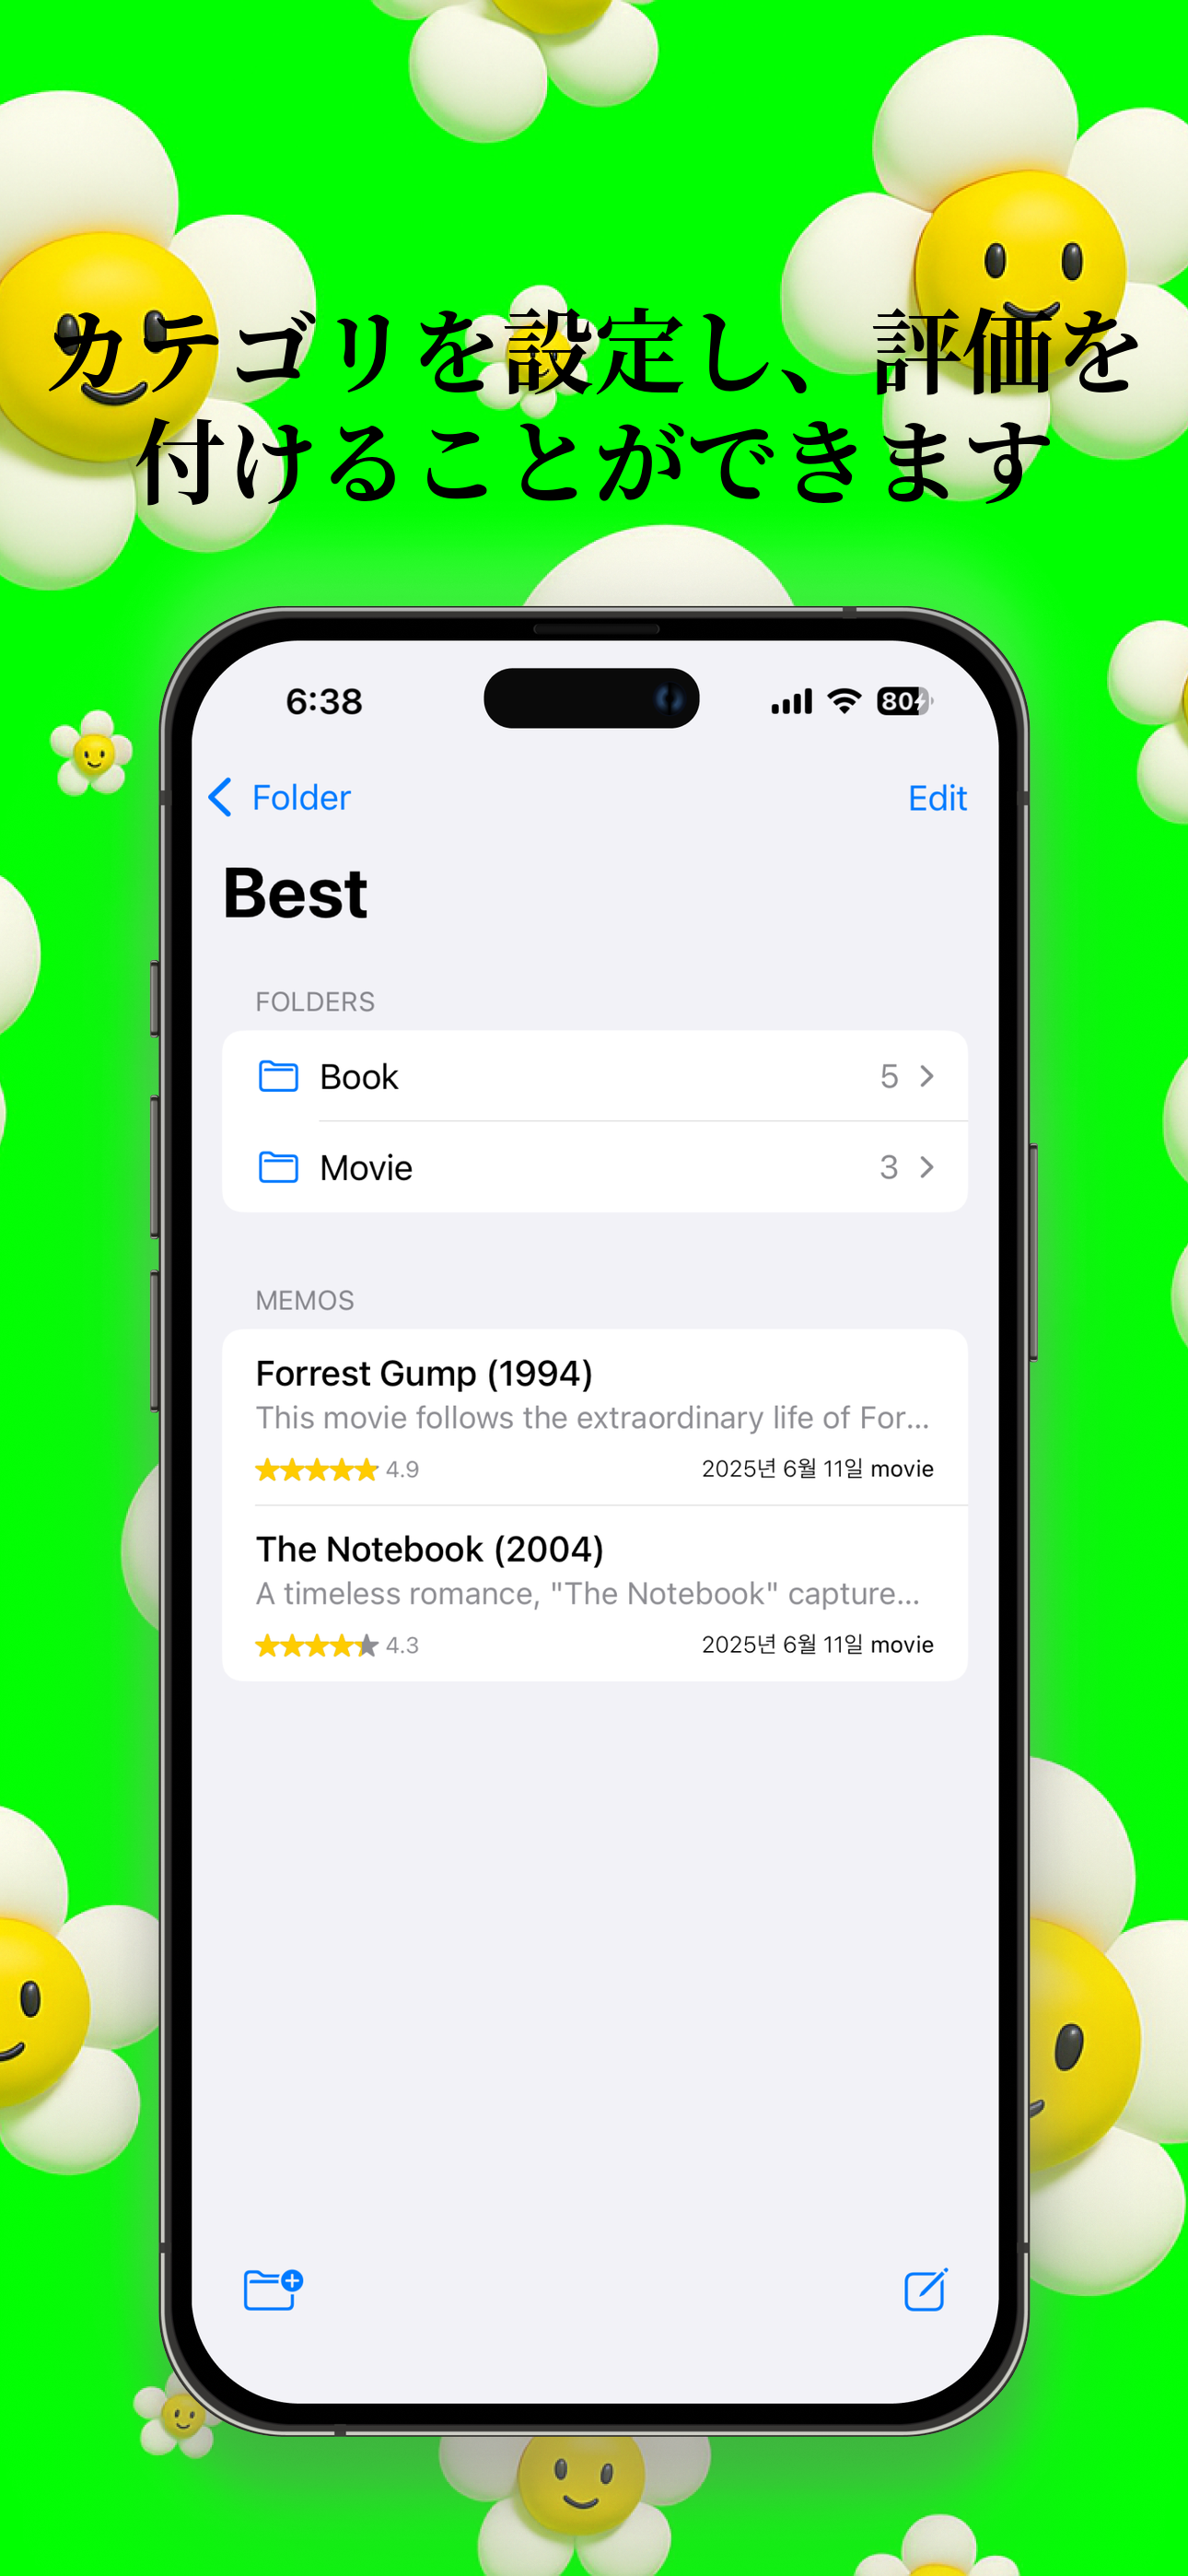 カテゴリを設定し、評価を
付けることができます
6:38
80
Folder
Edit
Best
FOLDERS
Book 5
Movie 3
MEMOS
Forrest Gump (1994)
This movie follows the extraordinary life of For...
4.9 2025년 6월 11일 movie
The Notebook (2004)
A timeless romance, "The Notebook" capture...
4.3 2025년 6월 11일 movie